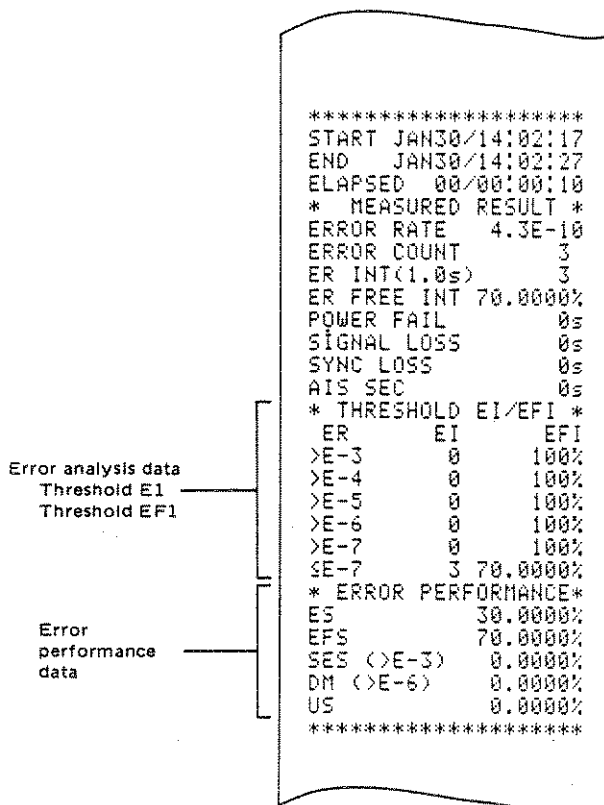 ********************
START JAN30/14:02:17
END JAN30/14:02:27
ELAPSED 00/00:00:10
* MEASURED RESULT *
ERROR RATE 4.3E-10
ERROR COUNT 3
ER INT(1.0s) 3
ER FREE INT 70.0000%
POWER FAIL 0s
SIGNAL LOSS 0s
SYNC LOSS 0s
AIS SEC 0s
* THRESHOLD EI/EFI *
ER EI EFI
>E-3 0 100%
>E-4 0 100%
>E-5 0 100%
>E-6 0 100%
>E-7 0 100%
≤E-7 3 70.0000%
* ERROR PERFORMANCE*
ES 30.0000%
EFS 70.0000%
SES (>E-3) 0.0000%
DM (>E-6) 0.0000%
US 0.0000%
********************
Error analysis data
Threshold E1
Threshold EF1
Error
performance
data